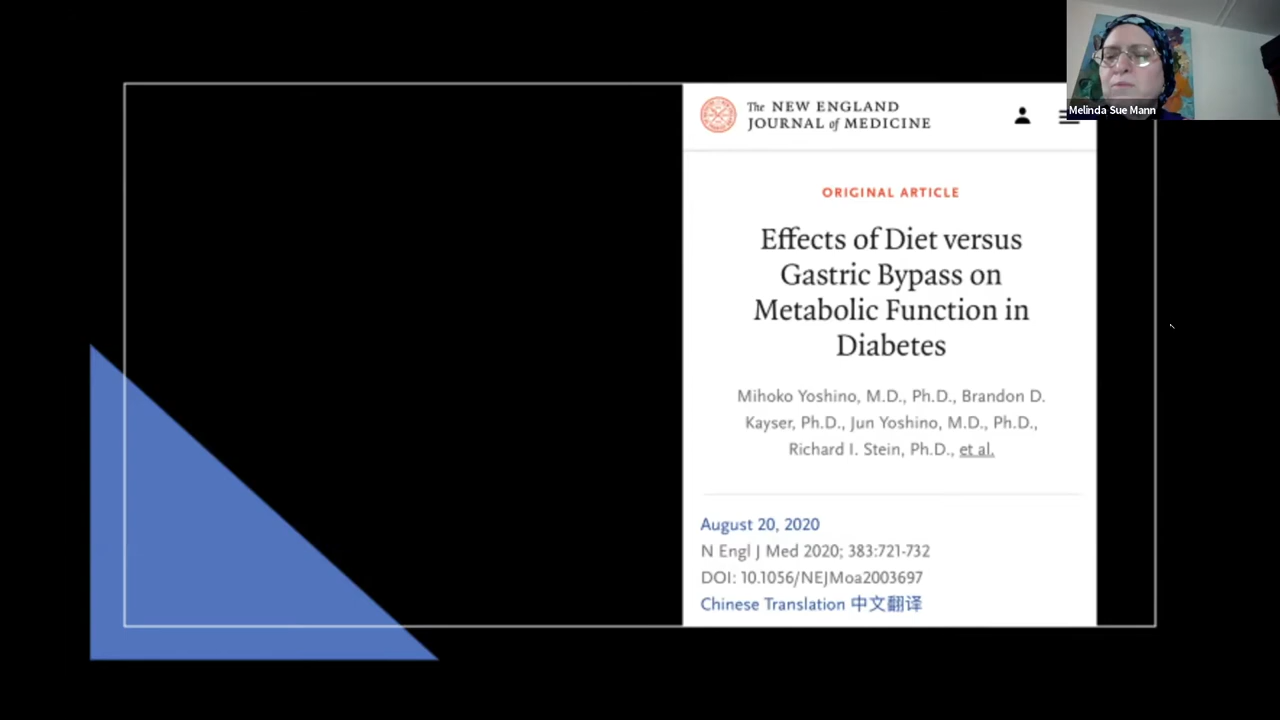 Melinda Sue Mann
The NEW ENGLAND
JOURNAL of MEDICINE
ORIGINAL ARTICLE
Effects of Diet versus
Gastric Bypass on
Metabolic Function in
Diabetes
Mihoko Yoshino, M.D., Ph.D., Brandon D.
Kayser, Ph.D., Jun Yoshino, M.D., Ph.D.,
Richard I. Stein, Ph.D., et al.
August 20, 2020
N Engl J Med 2020; 383:721-732
DOI: 10.1056/NEJMoa2003697
Chinese Translation 中文翻译